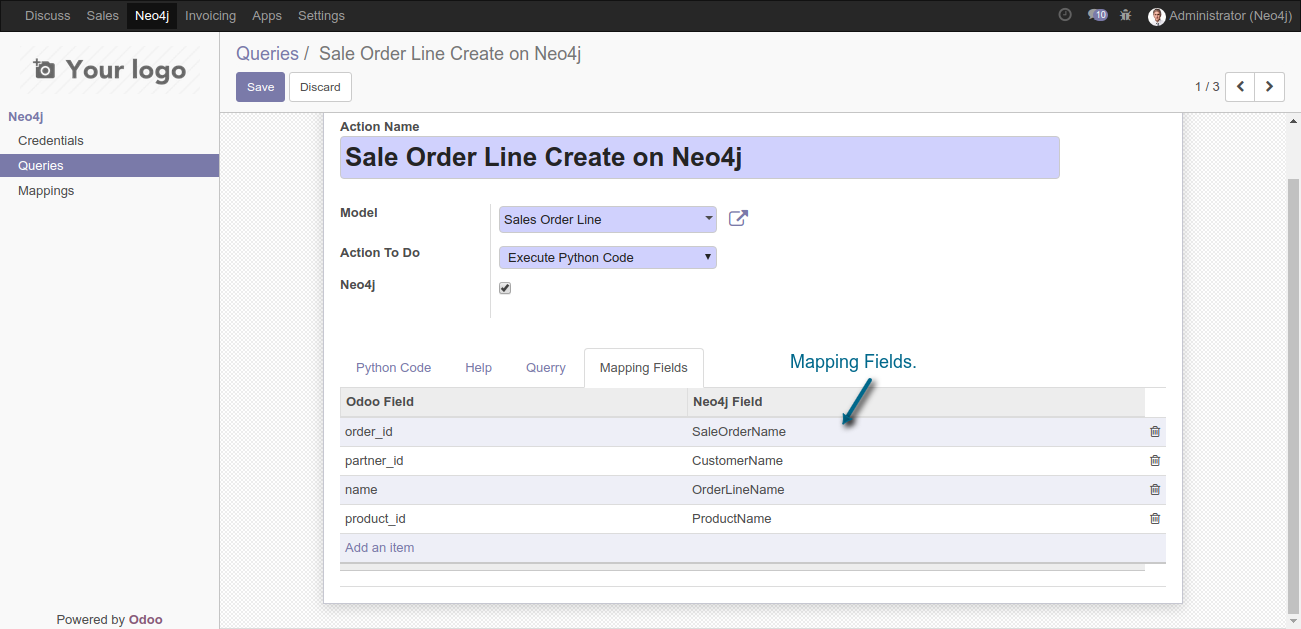 Discuss Sales Neo4j Invoicing Apps Settings 10 Administrator (Neo4j)
Your logo
Neo4j
Credentials
Queries
Mappings
Powered by Odoo
Queries / Sale Order Line Create on Neo4j
Save Discard 1 / 3
Action Name
Sale Order Line Create on Neo4j
Model Sales Order Line
Action To Do Execute Python Code
Neo4j
Python Code Help Querry Mapping Fields
Mapping Fields.
Odoo Field Neo4j Field
order_id SaleOrderName
partner_id CustomerName
name OrderLineName
product_id ProductName
Add an item